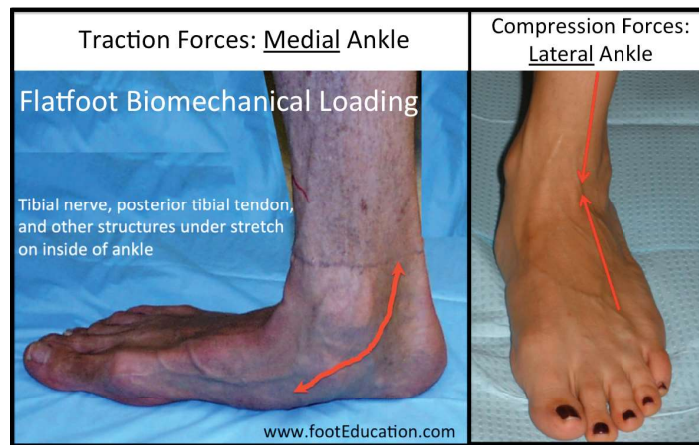 Traction Forces: Medial Ankle
Compression Forces:
Lateral Ankle
Flatfoot Biomechanical Loading
Tibial nerve, posterior tibial tendon,
and other structures under stretch
on inside of ankle
www.footEducation.com